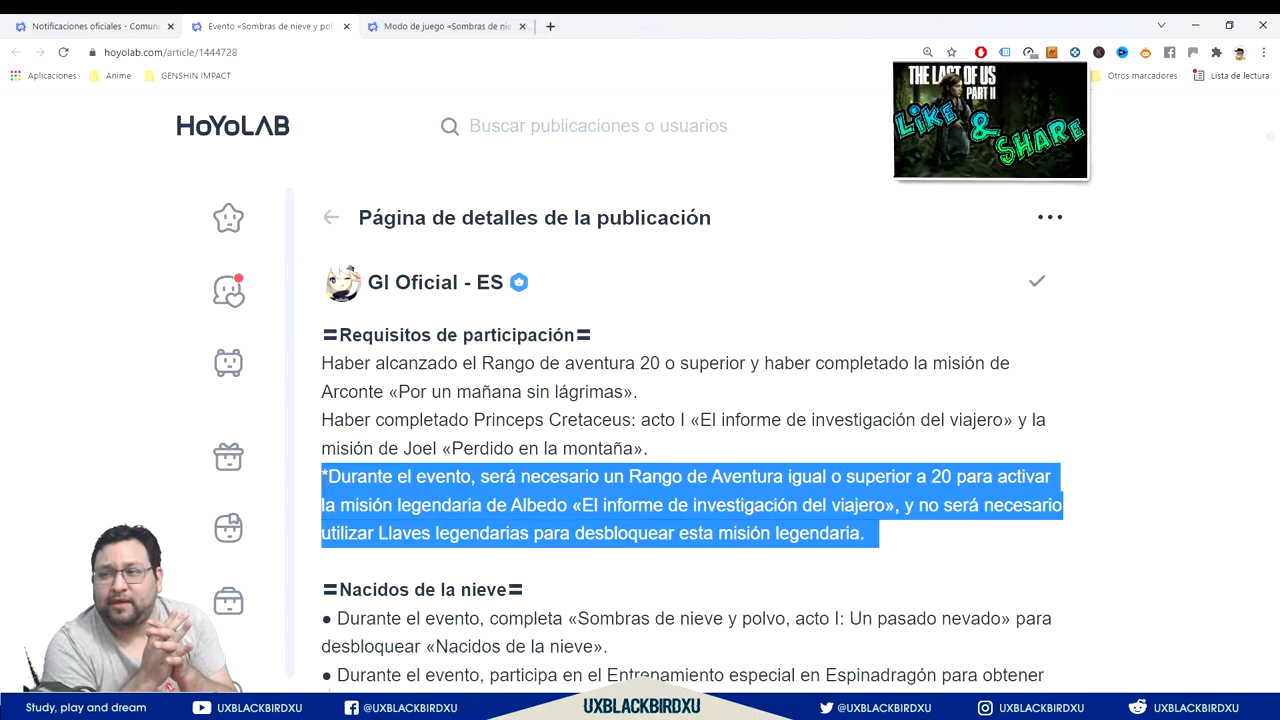 Notificaciones oficiales - Comuni
Evento «Sombras de nieve y pol
Modo de juego «Sombras de nie
hoyolab.com/article/1444728
Aplicaciones
Anime
GENSHIN IMPACT
Otros marcadores
Lista de lectura
HoYoLAB
Buscar publicaciones o usuarios
THE LAST OF US
PART II
LIKE
&
SHARE
Página de detalles de la publicación
GI Oficial - ES
〓Requisitos de participación〓
Haber alcanzado el Rango de aventura 20 o superior y haber completado la misión de
Arconte «Por un mañana sin lágrimas».
Haber completado Princeps Cretaceus: acto I «El informe de investigación del viajero» y la
misión de Joel «Perdido en la montaña».
*Durante el evento, será necesario un Rango de Aventura igual o superior a 20 para activar
la misión legendaria de Albedo «El informe de investigación del viajero», y no será necesario
utilizar Llaves legendarias para desbloquear esta misión legendaria.
〓Nacidos de la nieve〓
● Durante el evento, completa «Sombras de nieve y polvo, acto I: Un pasado nevado» para
desbloquear «Nacidos de la nieve».
● Durante el evento, participa en el Entrenamiento especial en Espinadragón para obtener
Study, play and dream
UXBLACKBIRDXU
@UXBLACKBIRDXU
UXBLACKBIRDXU
@UXBLACKBIRDXU
UXBLACKBIRDXU
UXBLACKBIRDXU